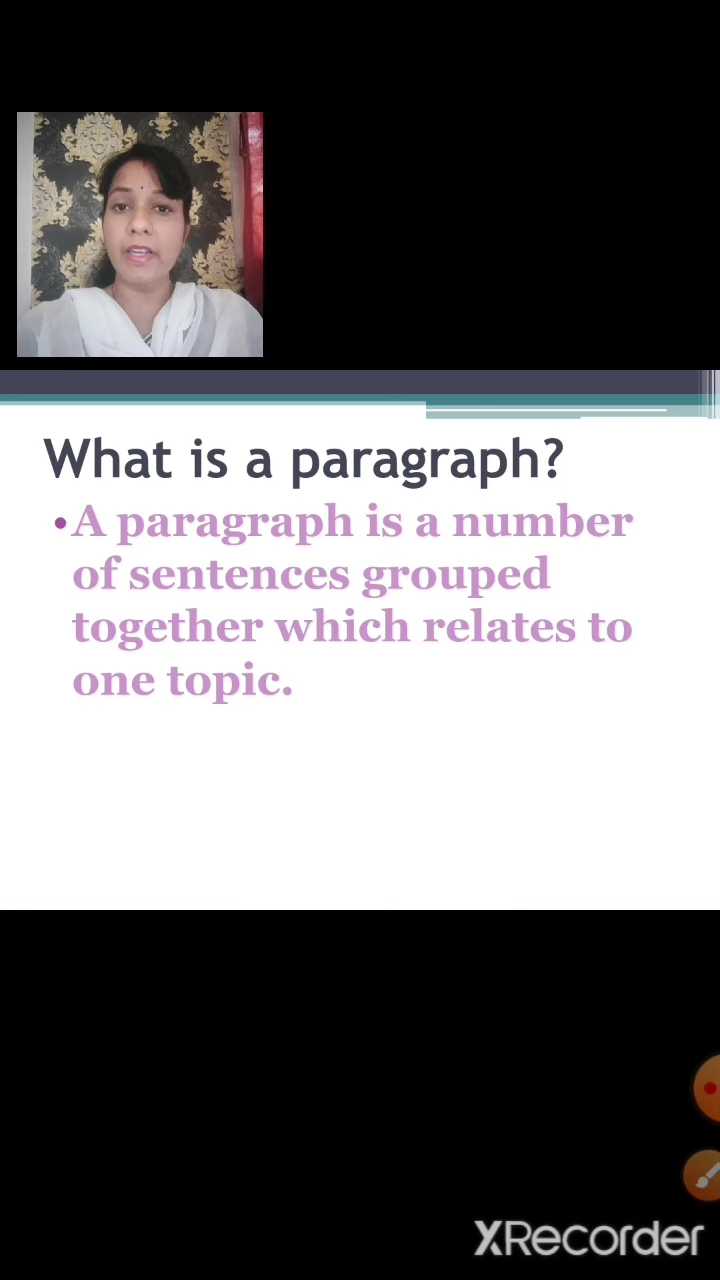 What is a paragraph?
•A paragraph is a number
of sentences grouped
together which relates to
one topic.
XRecorder